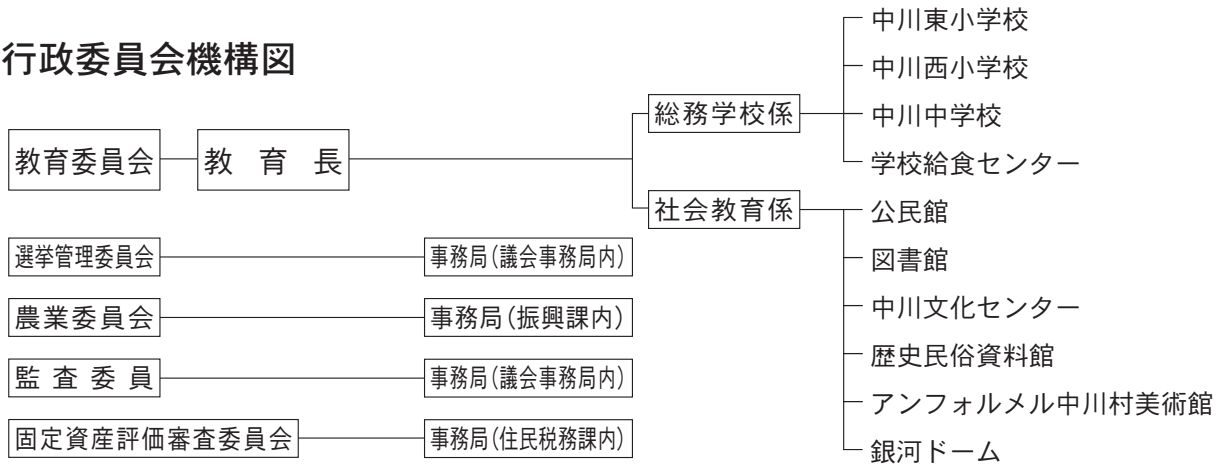 行政委員会機構図
教育委員会
教育長
総務学校係
中川東小学校
中川西小学校
中川中学校
学校給食センター
社会教育係
公民館
図書館
中川文化センター
歴史民俗資料館
アンフォルメル中川村美術館
銀河ドーム
選挙管理委員会
事務局(議会事務局内)
農業委員会
事務局(振興課内)
監査委員
事務局(議会事務局内)
固定資産評価審査委員会
事務局(住民税務課内)